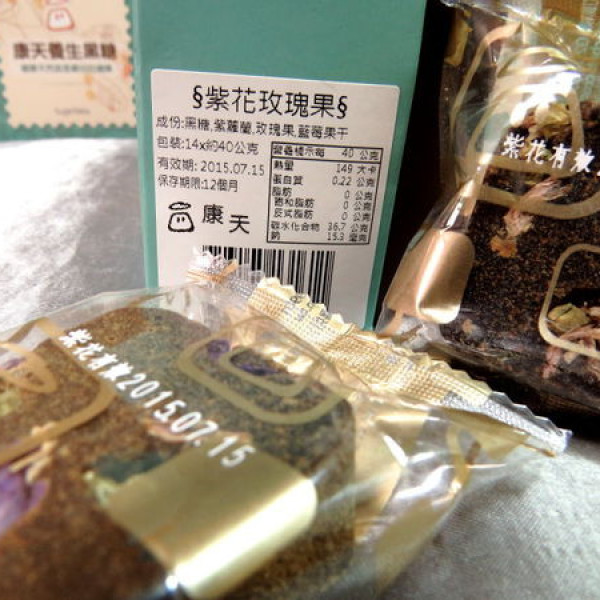 康天養生黑糖
§紫花玫瑰果§
成份:黑糖,紫蘿蘭,玫瑰果,藍莓果干
包裝:14x約40公克
有效期: 2015.07.15
保存期限:12個月
康天
營養標示每 40 公克
熱量 149 大卡
蛋白質 0.22 公克
脂肪 0 公克
飽和脂肪 0 公克
反式脂肪 0 公克
碳水化合物 36.7 公克
鈉 15.3 毫克
紫花有效
紫花有效2015.07.15